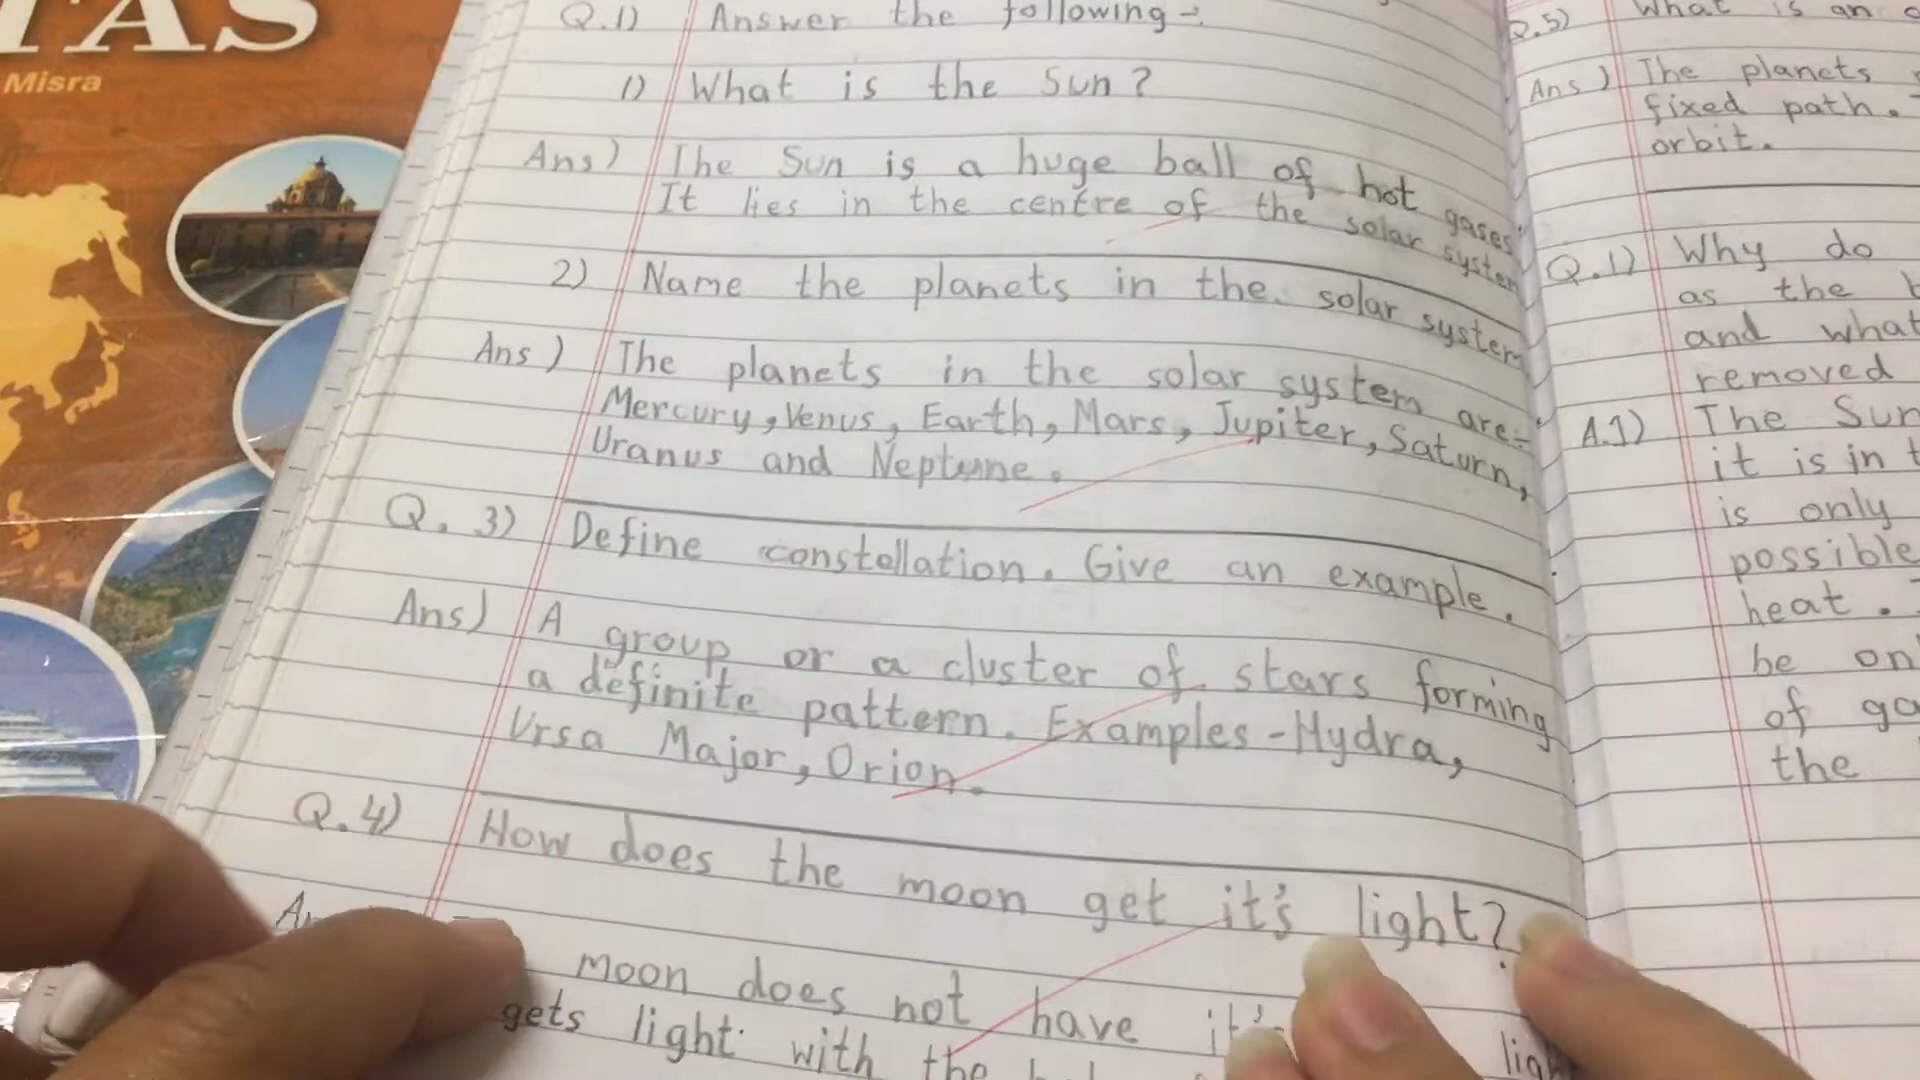 TAS
Misra
Q.1) Answer the following :-
1) What is the Sun?
Ans) The Sun is a huge ball of hot gases.
It lies in the centre of the solar system
2) Name the planets in the solar system
Ans) The planets in the solar system are:-
Mercury, Venus, Earth, Mars, Jupiter, Saturn,
Uranus and Neptune.
Q.3) Define constellation. Give an example.
Ans) A group or a cluster of stars forming
a definite pattern. Examples - Hydra,
Ursa Major, Orion.
Q.4) How does the moon get it's light?
moon does not have
gets light with the
Q.5) What is an
Ans) The planets
fixed path.
orbit.
Q.1) Why do
as the
and what
removed
A.1) The Sun
it is in
is only
possible
heat.
be
of
the